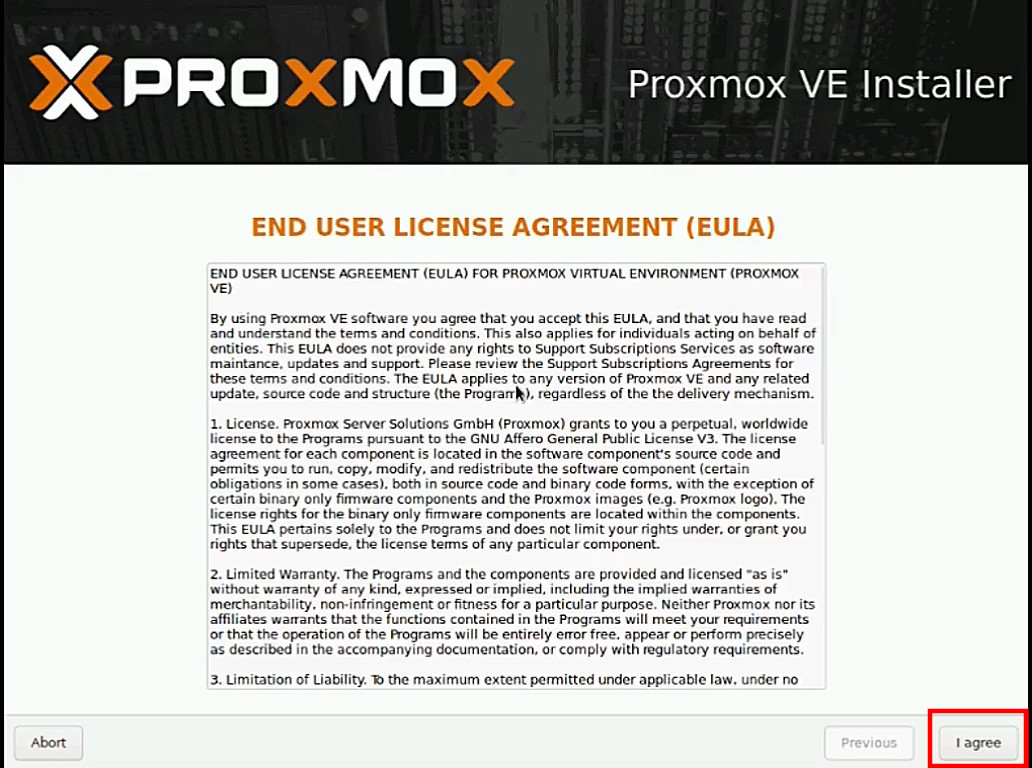 PROXMOX
Proxmox VE Installer
END USER LICENSE AGREEMENT (EULA)
END USER LICENSE AGREEMENT (EULA) FOR PROXMOX VIRTUAL ENVIRONMENT (PROXMOX
VE)
By using Proxmox VE software you agree that you accept this EULA, and that you have read
and understand the terms and conditions. This also applies for individuals acting on behalf of
entities. This EULA does not provide any rights to Support Subscriptions Services as software
maintance, updates and support. Please review the Support Subscriptions Agreements for
these terms and conditions. The EULA applies to any version of Proxmox VE and any related
update, source code and structure (the Program), regardless of the the delivery mechanism.
1. License. Proxmox Server Solutions GmbH (Proxmox) grants to you a perpetual, worldwide
license to the Programs pursuant to the GNU Affero General Public License V3. The license
agreement for each component is located in the software component's source code and
permits you to run, copy, modify, and redistribute the software component (certain
obligations in some cases), both in source code and binary code forms, with the exception of
certain binary only firmware components and the Proxmox images (e.g. Proxmox logo). The
license rights for the binary only firmware components are located within the components.
This EULA pertains solely to the Programs and does not limit your rights under, or grant you
rights that supersede, the license terms of any particular component.
2. Limited Warranty. The Programs and the components are provided and licensed "as is"
without warranty of any kind, expressed or implied, including the implied warranties of
merchantability, non-infringement or fitness for a particular purpose. Neither Proxmox nor its
affiliates warrants that the functions contained in the Programs will meet your requirements
or that the operation of the Programs will be entirely error free, appear or perform precisely
as described in the accompanying documentation, or comply with regulatory requirements.
3. Limitation of Liability. To the maximum extent permitted under applicable law, under no
Abort
Previous
I agree